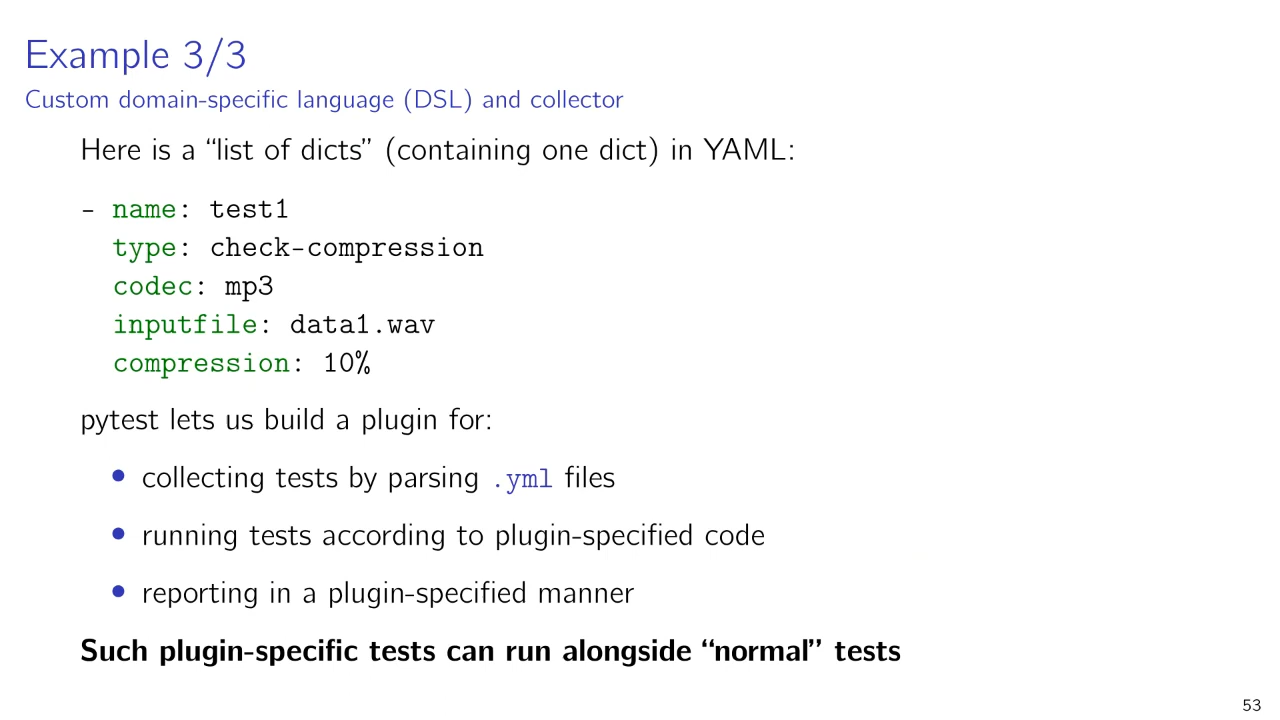 Example 3/3
Custom domain-specific language (DSL) and collector
Here is a “list of dicts” (containing one dict) in YAML:
- name: test1
type: check-compression
codec: mp3
inputfile: data1.wav
compression: 10%
pytest lets us build a plugin for:
• collecting tests by parsing .yml files
• running tests according to plugin-specified code
• reporting in a plugin-specified manner
Such plugin-specific tests can run alongside “normal” tests
53